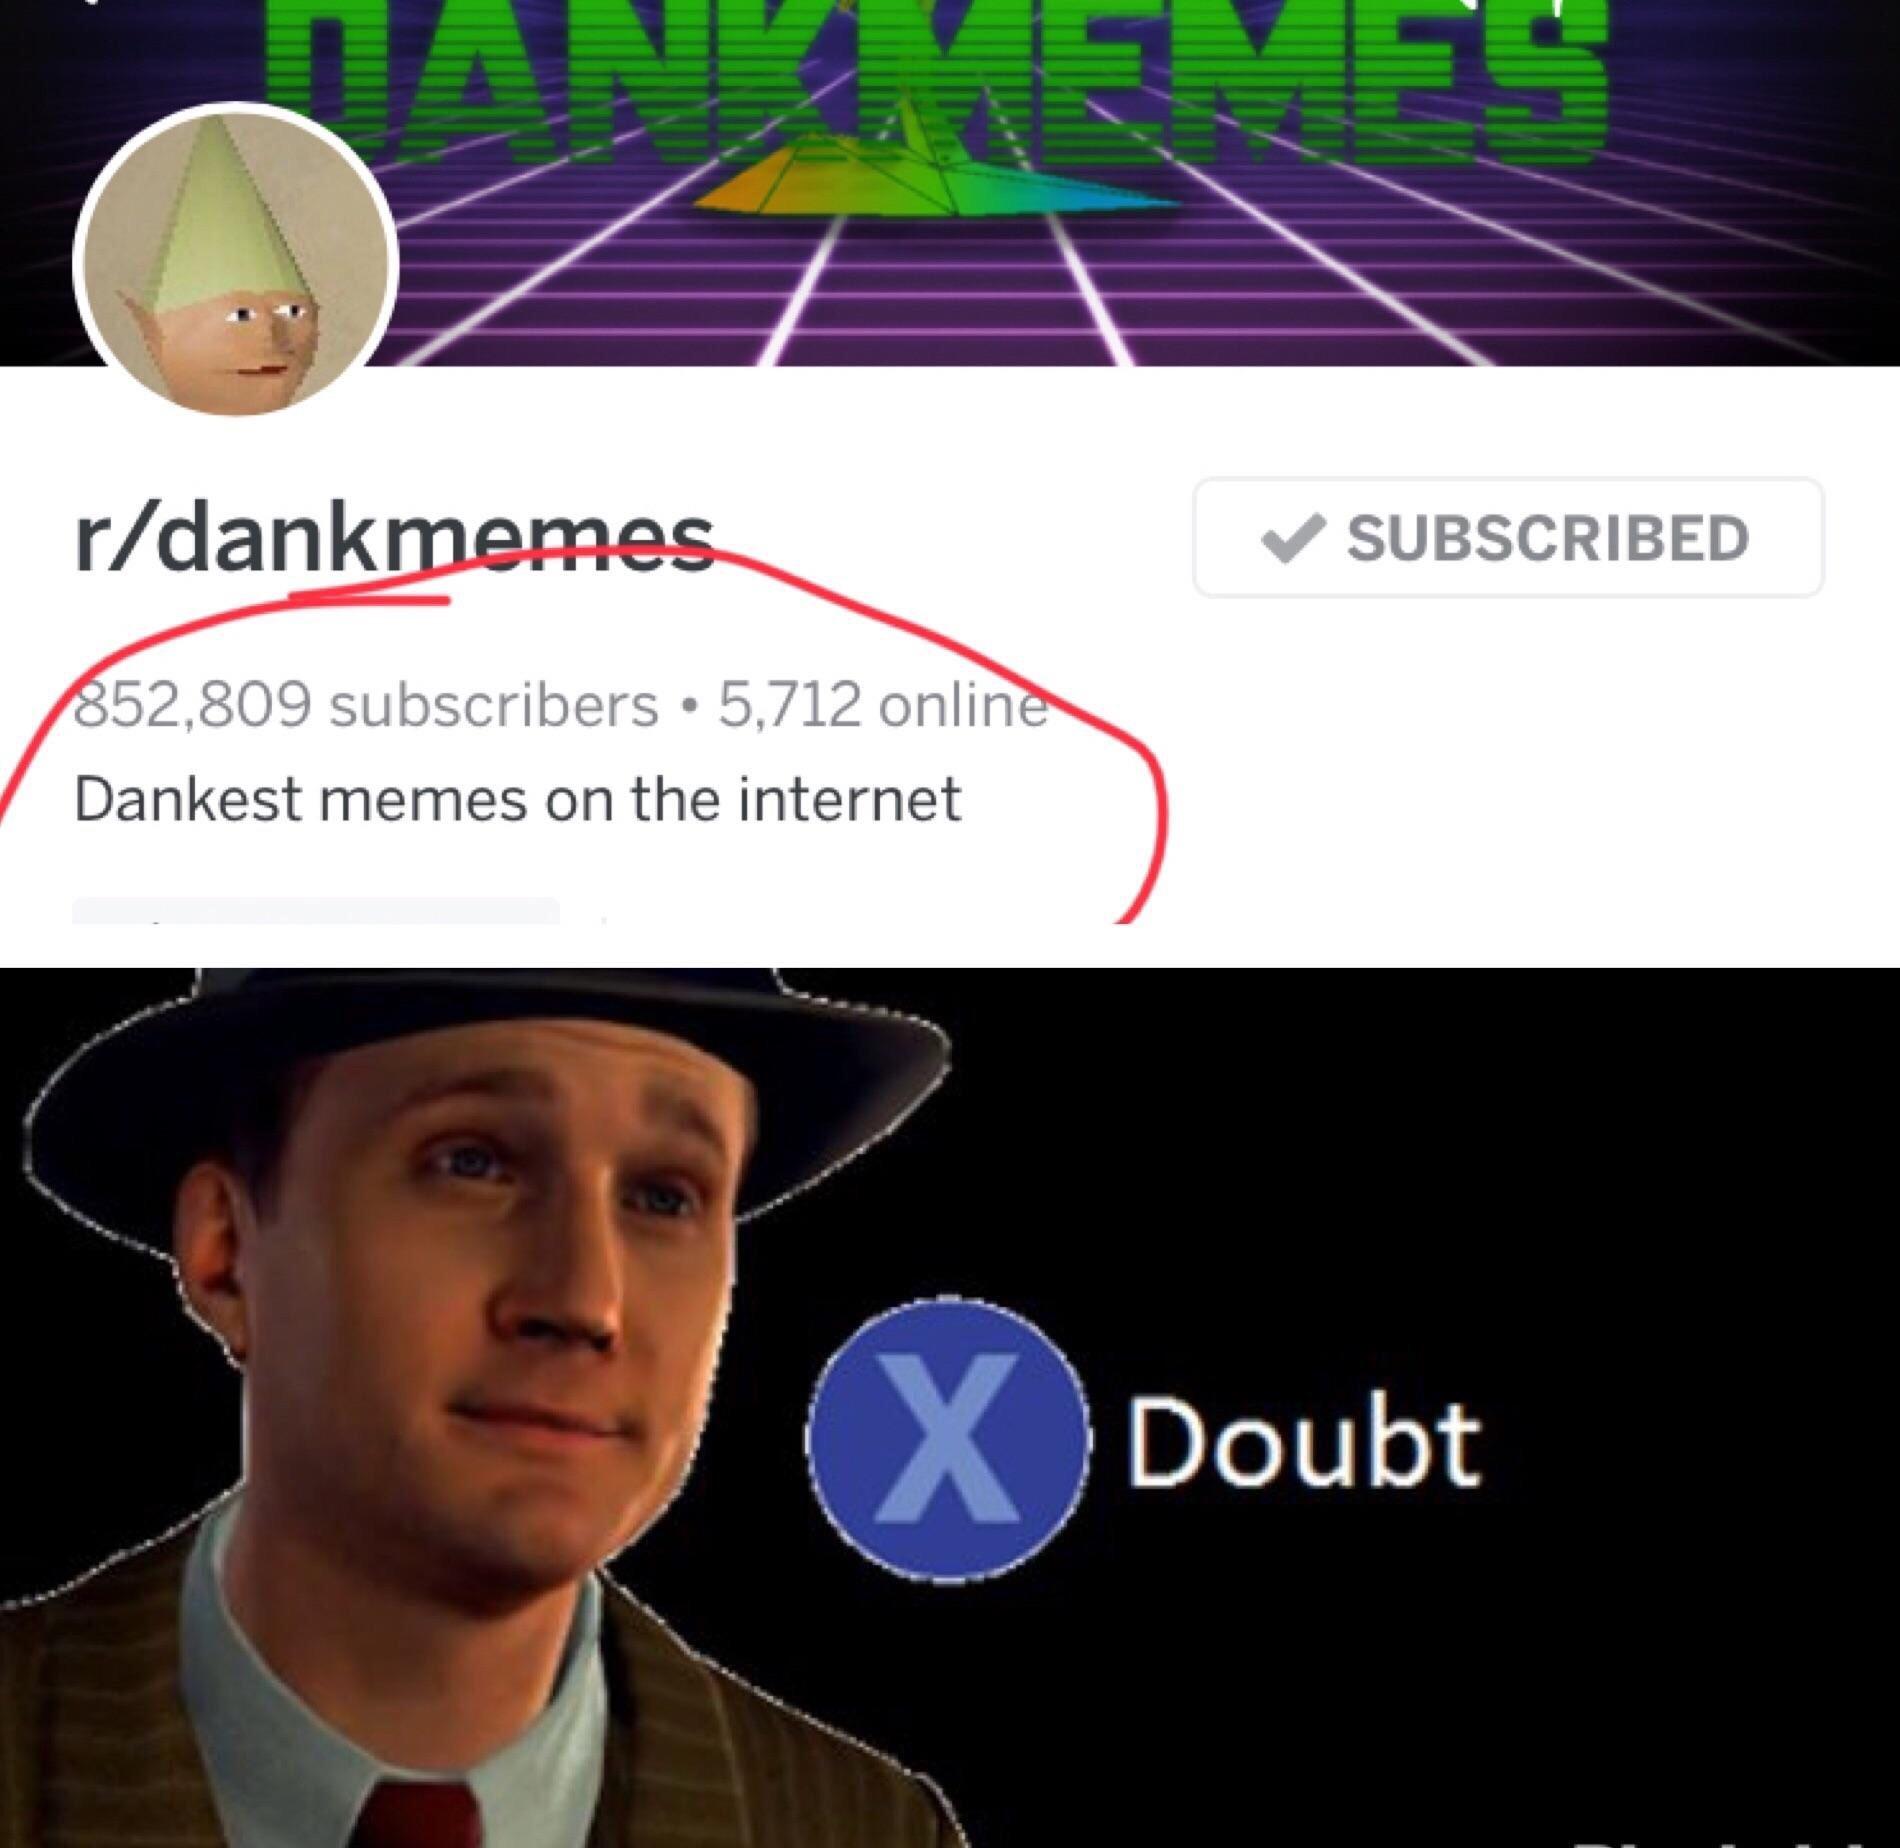 DANKMEMES
r/dankmemes
SUBSCRIBED
852,809 subscribers • 5,712 online
Dankest memes on the internet
X Doubt